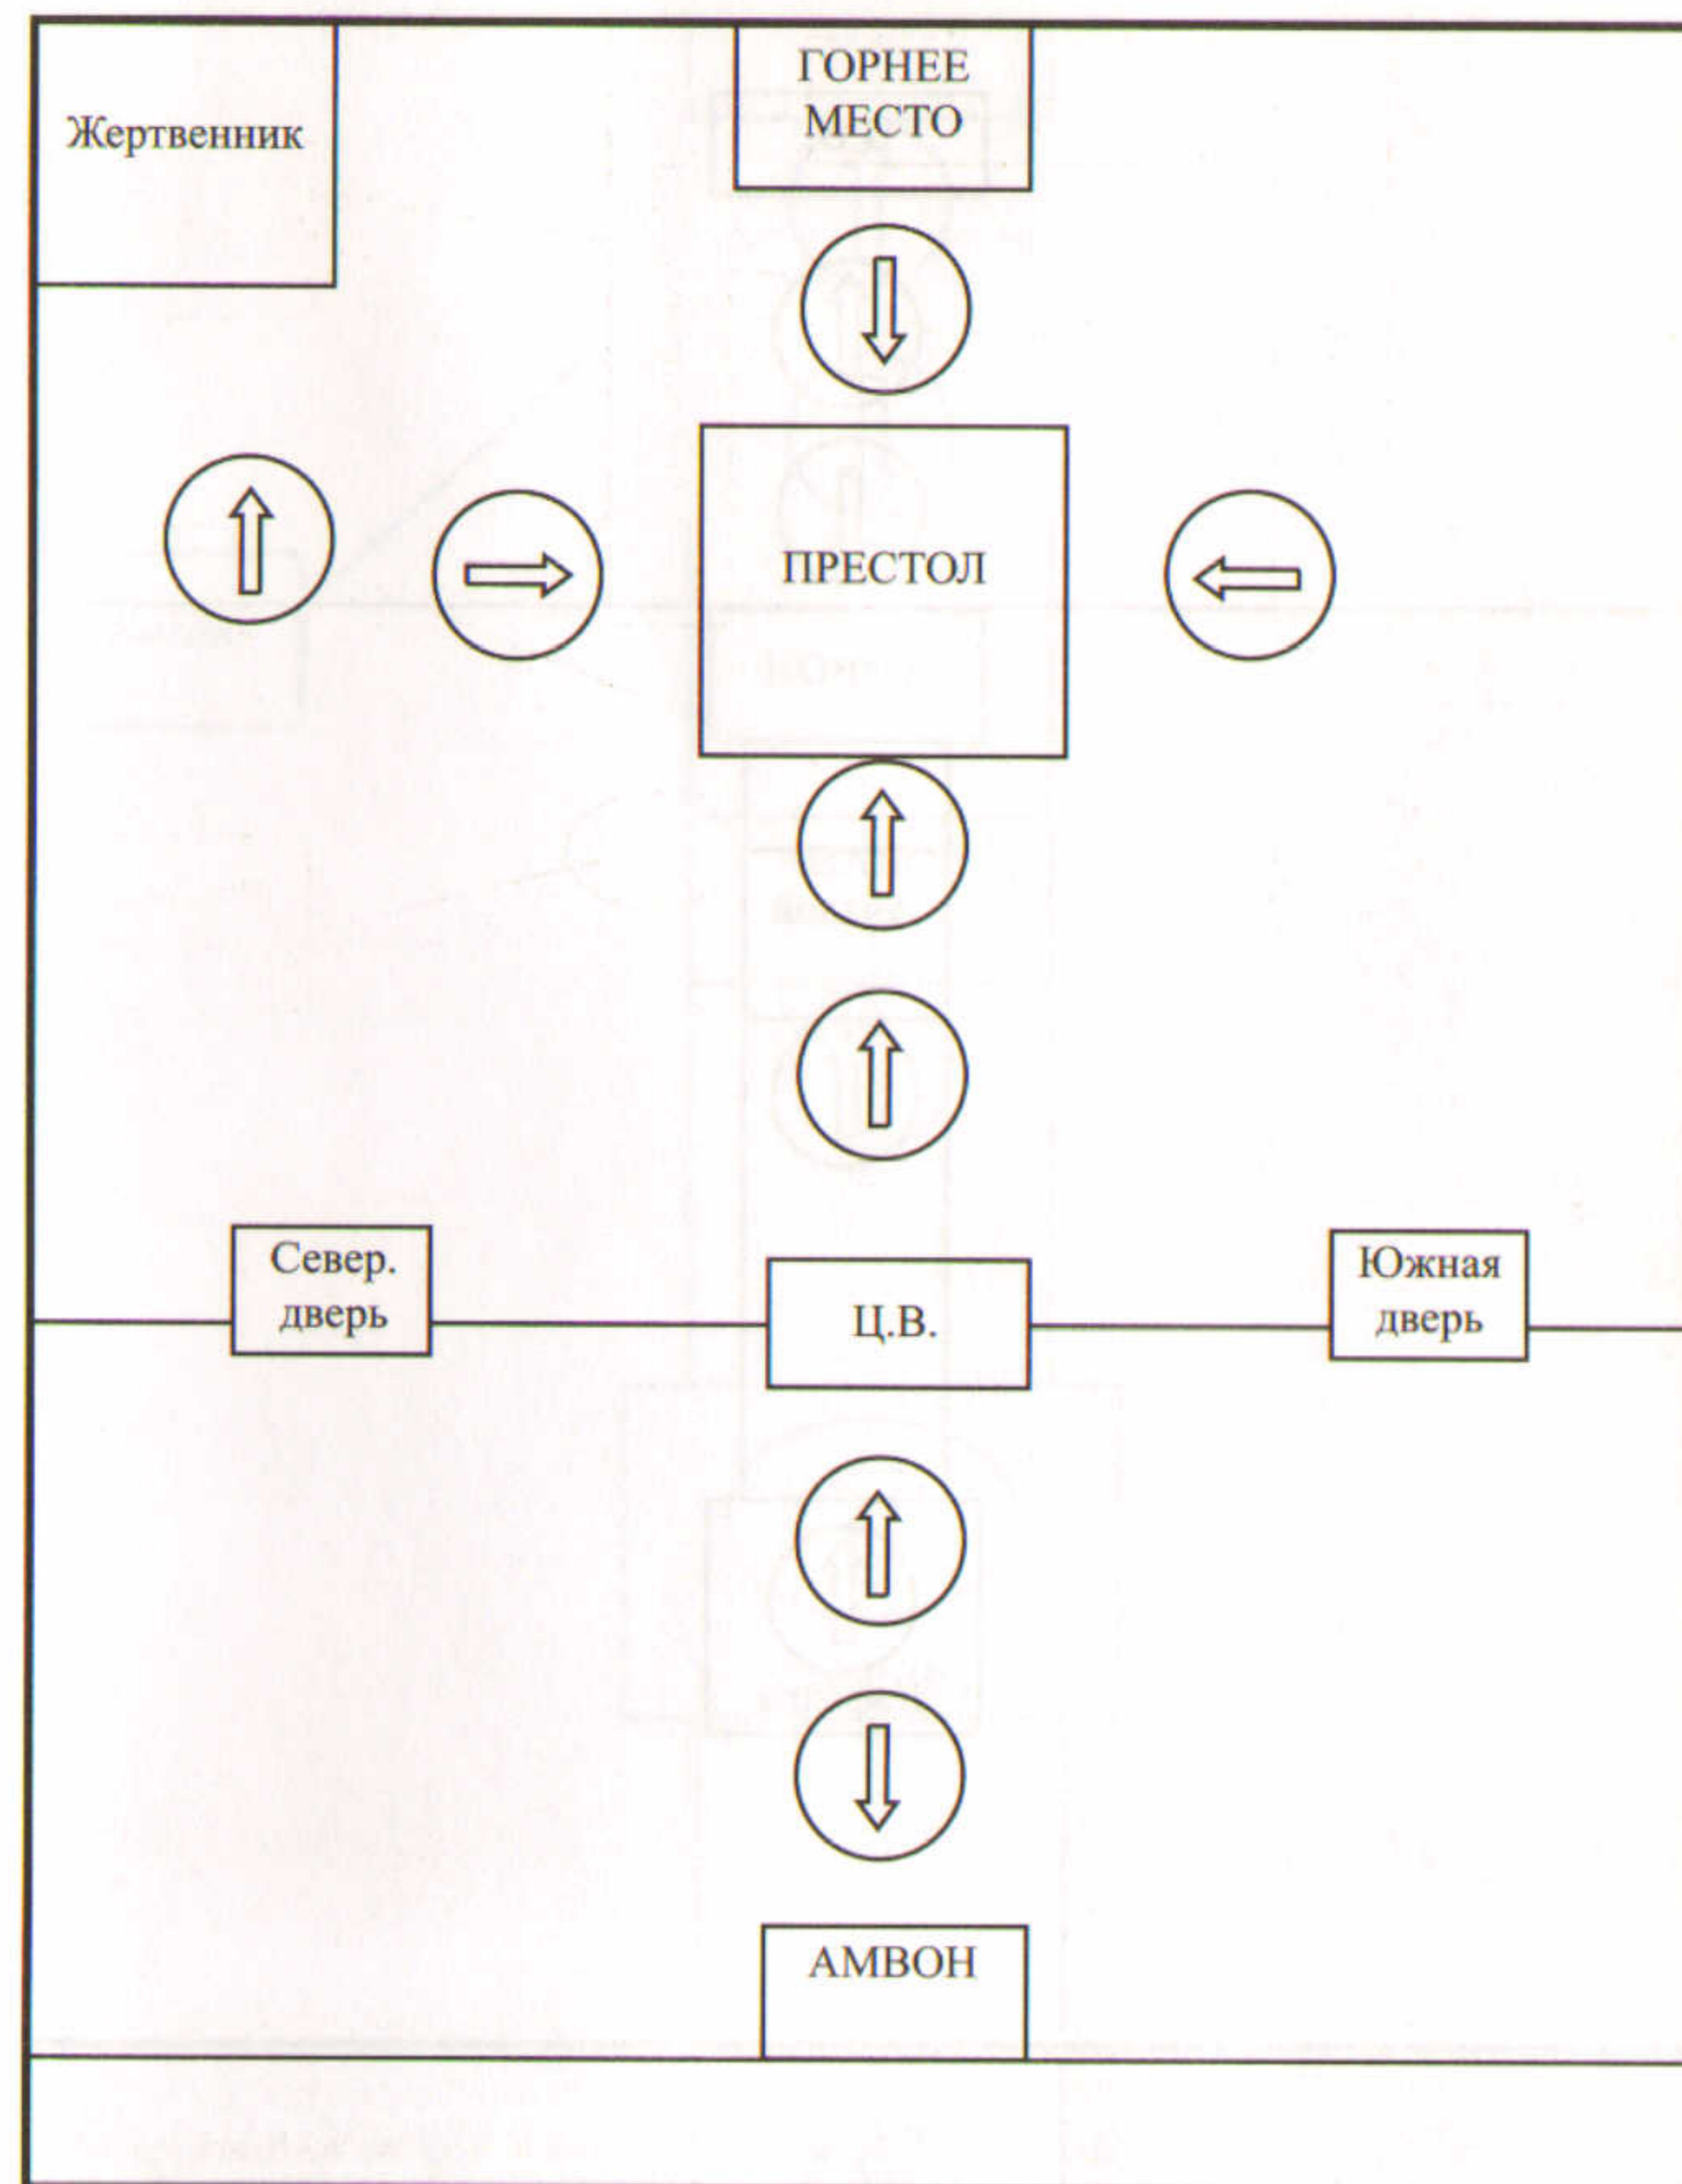 ГОРНЕЕ
МЕСТО
Жертвенник
ПРЕСТОЛ
Север.
дверь
Ц.В.
Южная
дверь
АМВОН